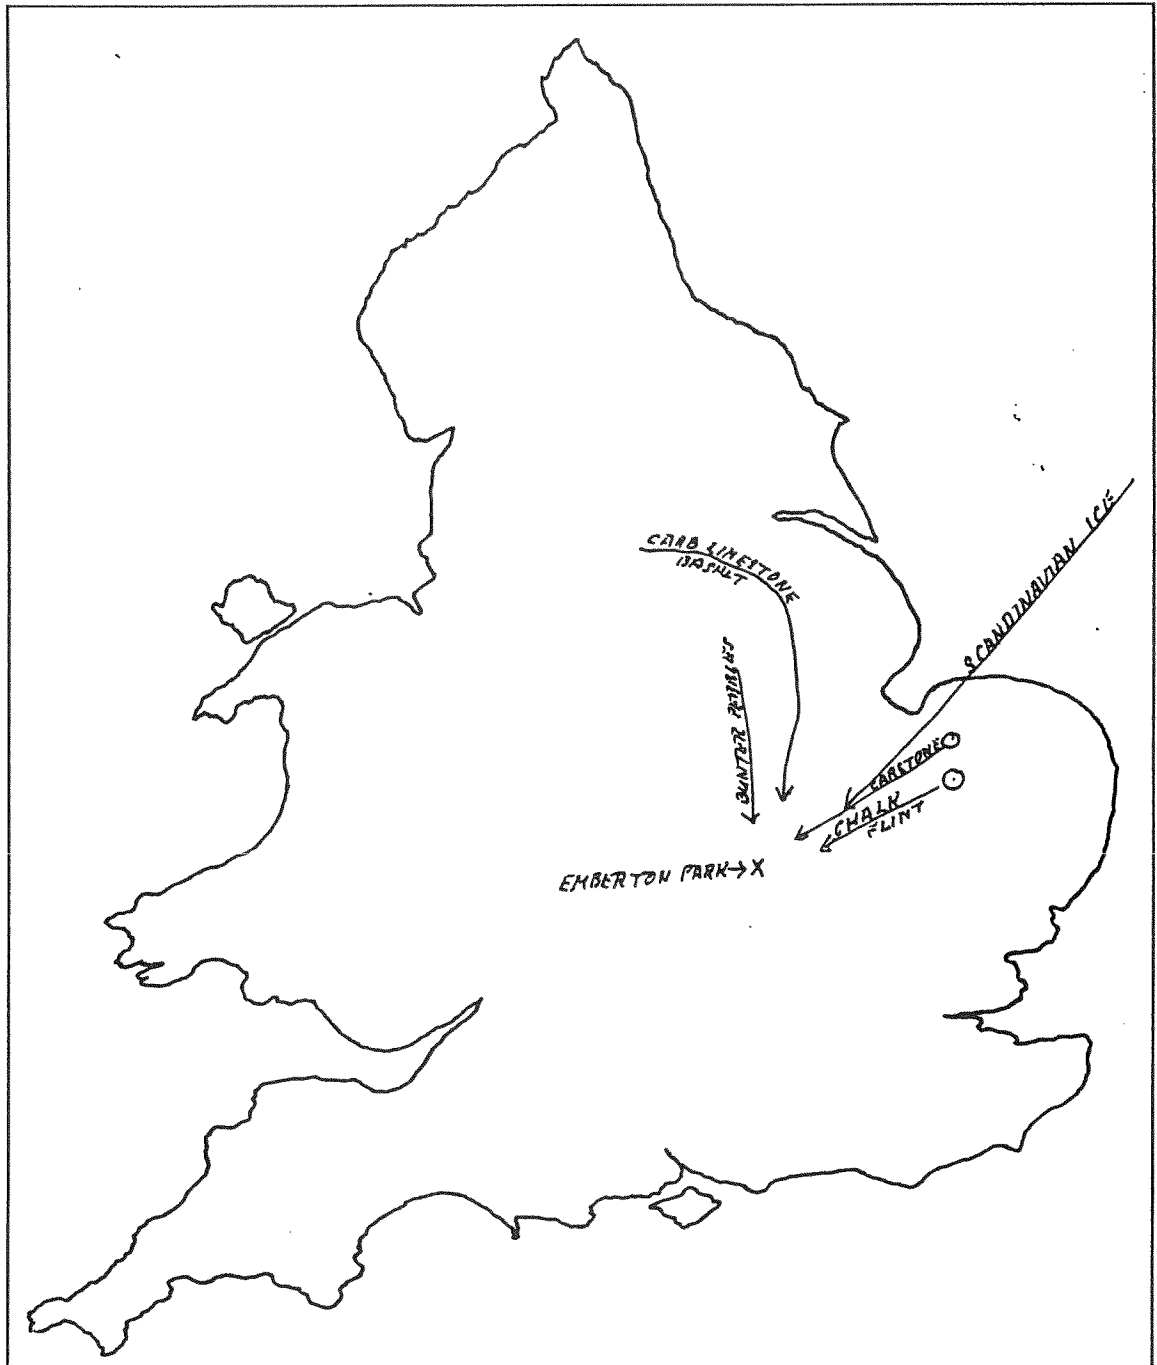 CARB LIMESTONE
BASALT
SCANDINAVIAN ICE
BUNTER PEBBLES
CARSTONE
CHALK
FLINT
EMBERTON PARK→X